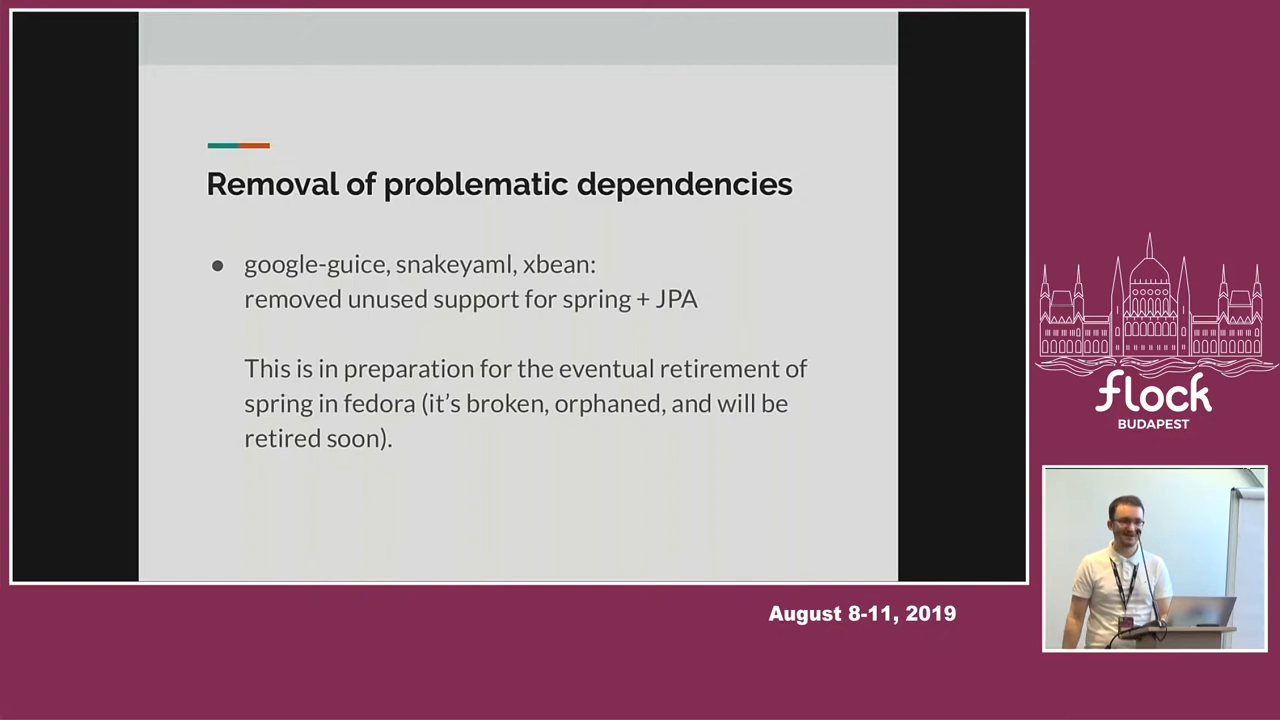 Removal of problematic dependencies
● google-guice, snakeyaml, xbean:
removed unused support for spring + JPA
This is in preparation for the eventual retirement of
spring in fedora (it's broken, orphaned, and will be
retired soon).
flock
BUDAPEST
August 8-11, 2019